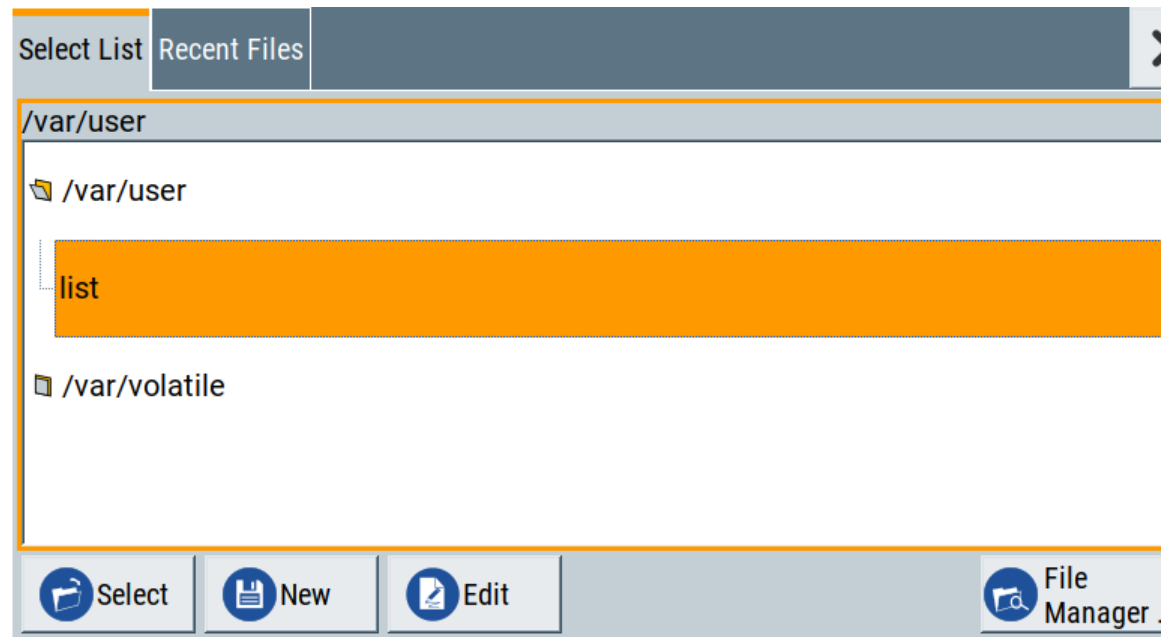 Select List Recent Files
/var/user
/var/user
list
/var/volatile
Select New Edit File
Manager .